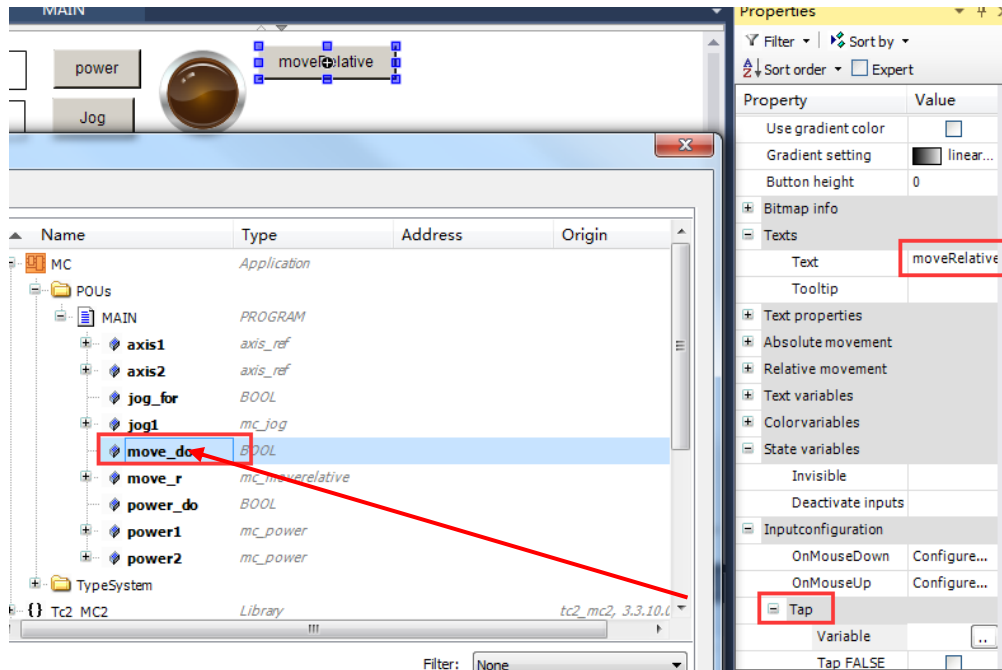 MAIN
power
moveRelative
Jog
Name Type Address Origin
MC Application
POUs
MAIN PROGRAM
axis1 axis_ref
axis2 axis_ref
jog_for BOOL
jog1 mc_jog
move_do BOOL
move_r mc_moverelative
power_do BOOL
power1 mc_power
power2 mc_power
TypeSystem
{} Tc2_MC2 Library tc2_mc2, 3.3.10.
Filter: None
Properties
Filter Sort by
Sort order Expert
Property Value
Use gradient color
Gradient setting linear...
Button height 0
Bitmap info
Texts
Text moveRelative
Tooltip
Text properties
Absolute movement
Relative movement
Text variables
Colorvariables
State variables
Invisible
Deactivate inputs
Inputconfiguration
OnMouseDown Configure...
OnMouseUp Configure...
Tap
Variable ..
Tap FALSE